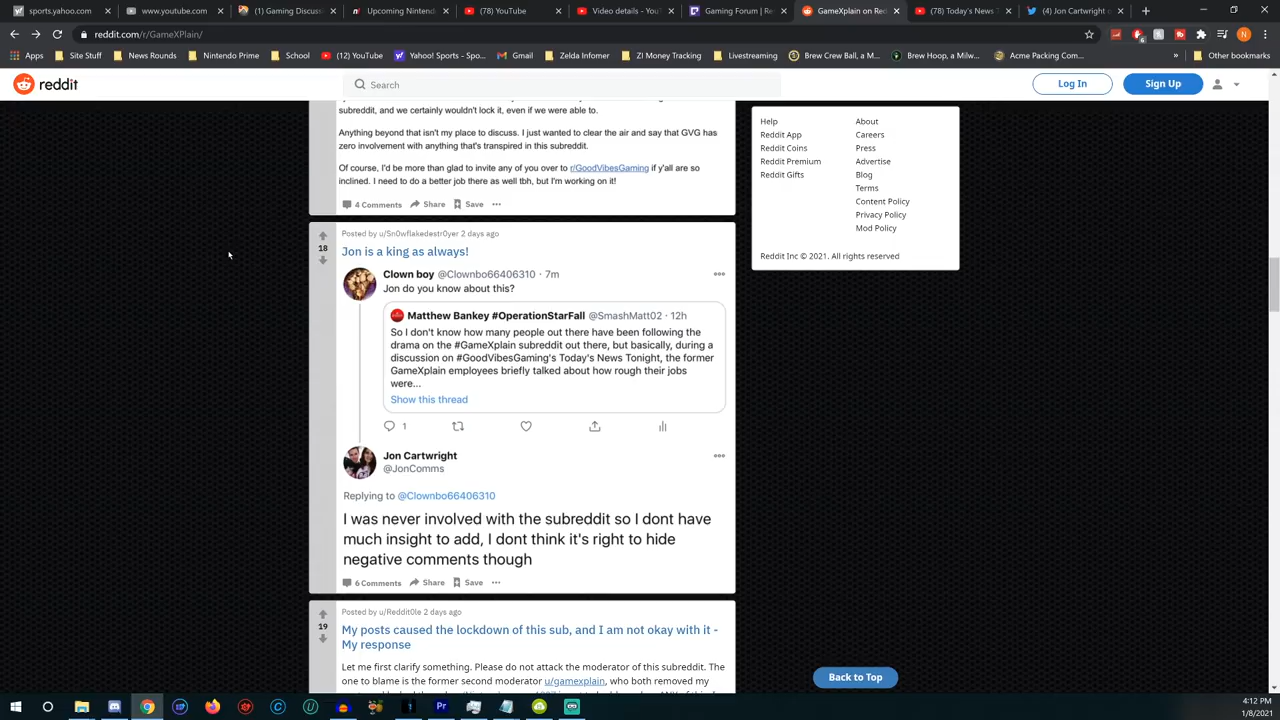 sports.yahoo.com
www.youtube.com
(1) Gaming Discus
Upcoming Nintend
(78) YouTube
Video details - You
Gaming Forum | Re
GameXplain on Red
(78) Today's News T
(4) Jon Cartwright o
reddit.com/r/GameXPlain/
Apps
Stream Club
News Rounds
Nintendo Prime
School
(12) YouTube
Yahoo! Sports - Spo...
Gmail
Zelda Infomer
ZI Money Tracking
Livestreaming
Brew Crew Ball, a M...
Brew Hoop, a Milw...
Acme Packing Com...
»
Other bookmarks
reddit
Search
Log In
Sign Up
subreddit, and we certainly wouldn't lock it, even if we were able to.
Anything beyond that isn't my place to discuss. I just wanted to clear the air and say that GVG has
zero involvement with anything that's transpired in this subreddit.
Of course, I'd be more than glad to invite any of you over to r/GoodVibesGaming if y'all are so
inclined. I need to do a better job there as well tbh, but I'm working on it!
4 Comments Share Save ...
Help
Reddit App
Reddit Coins
Reddit Premium
Reddit Gifts
About
Careers
Press
Advertise
Blog
Terms
Content Policy
Privacy Policy
Mod Policy
Reddit Inc © 2021. All rights reserved
Posted by u/Sn0wflakedestr0yer 2 days ago
18
Jon is a king as always!
Clown boy @Clownbo66406310 · 7m
Jon do you know about this?
Matthew Bankey #OperationStarFall @SmashMatt02 · 12h
So I don't know how many people out there have been following the
drama on the #GameXplain subreddit out there, but basically, during a
discussion on #GoodVibesGaming's Today's News Tonight, the former
GameXplain employees briefly talked about how rough their jobs
were...
Show this thread
1
Jon Cartwright
@JonComms
Replying to @Clownbo66406310
I was never involved with the subreddit so I dont have
much insight to add, I dont think it's right to hide
negative comments though
6 Comments Share Save ...
Posted by u/Reddit0le 2 days ago
19
My posts caused the lockdown of this sub, and I am not okay with it -
My response
Let me first clarify something. Please do not attack the moderator of this subreddit. The
one to blame is the former second moderator u/gamexplain, who both removed my
Back to Top
4:12 PM
1/8/2021